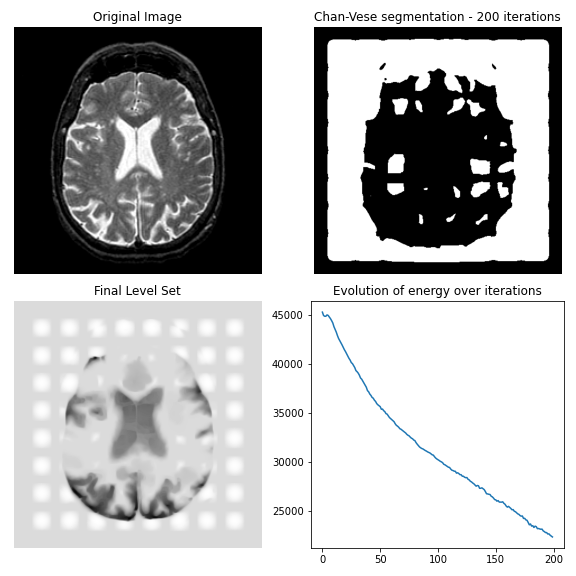 Original Image
Chan-Vese segmentation - 200 iterations
Final Level Set
Evolution of energy over iterations
45000
40000
35000
30000
25000
0 50 100 150 200